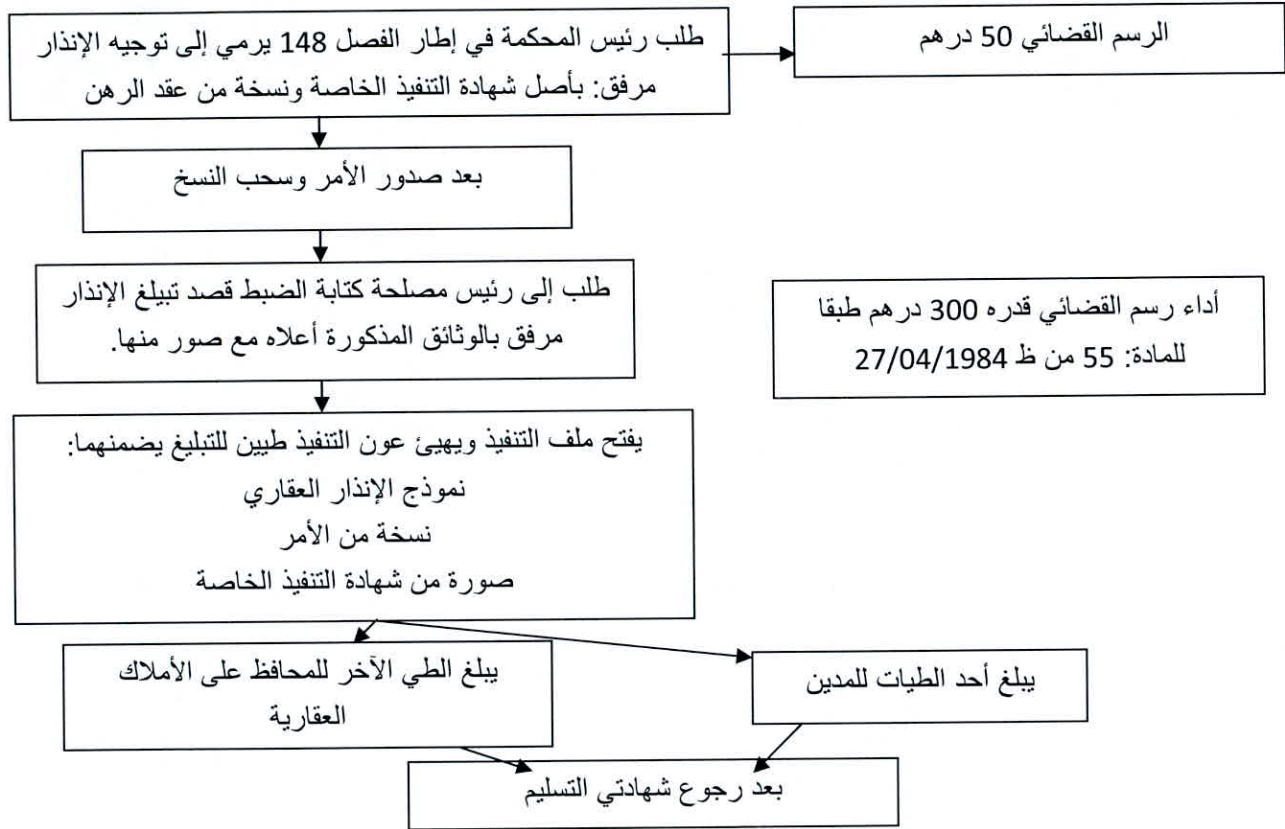 طلب رئيس المحكمة في إطار الفصل 148 يرمي إلى توجيه الإنذار
مرفق: بأصل شهادة التنفيذ الخاصة ونسخة من عقد الرهن
الرسم القضائي 50 درهم
بعد صدور الأمر وسحب النسخ
طلب إلى رئيس مصلحة كتابة الضبط قصد تبيلغ الإنذار
مرفق بالوثائق المذكورة أعلاه مع صور منها.
أداء رسم القضائي قدره 300 درهم طبقا
للمادة: 55 من ظ 27/04/1984
يفتح ملف التنفيذ ويهيئ عون التنفيذ طيين للتبليغ يضمنهما:
نموذج الإنذار العقاري
نسخة من الأمر
صورة من شهادة التنفيذ الخاصة
يبلغ أحد الطيات للمدين
يبلغ الطي الآخر للمحافظ على الأملاك
العقارية
بعد رجوع شهادتي التسليم